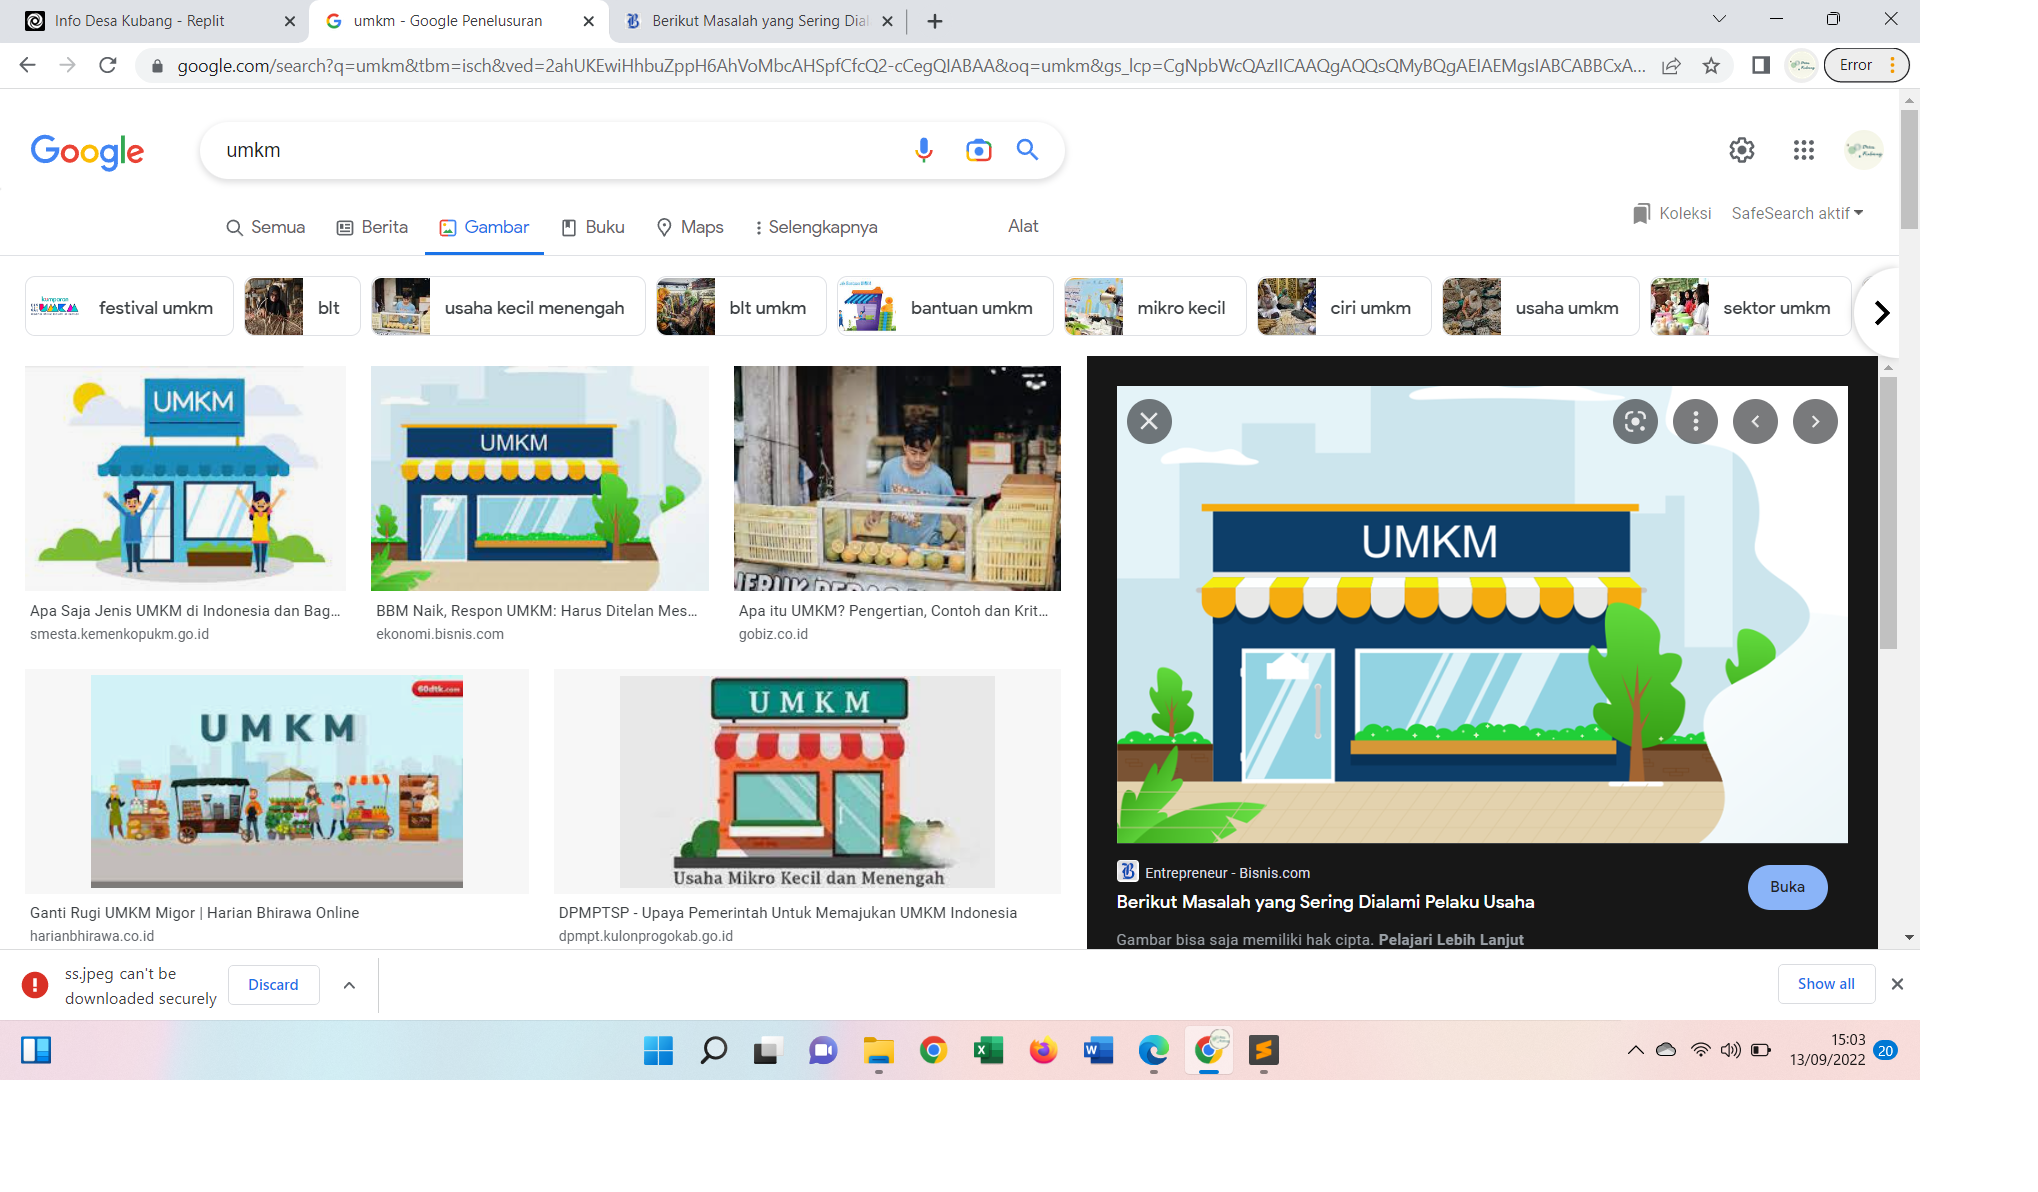 Info Desa Kubang - Replit
umkm - Google Penelusuran
Berikut Masalah yang Sering Dial
google.com/search?q=umkm&tbm=isch&ved=2ahUKEwiHhbuZppH6AhVoMbcAHSpfCfcQ2-cCegQIABAA&oq=umkm&gs_lcp=CgNpbWcQAzIICAAQgAQQsQMyBQgAEIAEMgsIABCABBCxA...
Error
Google
umkm
Semua
Berita
Gambar
Buku
Maps
Selengkapnya
Alat
Koleksi
SafeSearch aktif
kumparan
UMKM
festival umkm
blt
usaha kecil menengah
blt umkm
bantuan umkm
mikro kecil
ciri umkm
usaha umkm
sektor umkm
UMKM
UMKM
UMKM
Apa Saja Jenis UMKM di Indonesia dan Bag...
smesta.kemenkopukm.go.id
BBM Naik, Respon UMKM: Harus Ditelan Mes...
ekonomi.bisnis.com
Apa itu UMKM? Pengertian, Contoh dan Krit...
gobiz.co.id
60dtk.com
UMKM
UMKM
Usaha Mikro Kecil dan Menengah
Ganti Rugi UMKM Migor | Harian Bhirawa Online
harianbhirawa.co.id
DPMPTSP - Upaya Pemerintah Untuk Memajukan UMKM Indonesia
dpmpt.kulonprogokab.go.id
Entrepreneur - Bisnis.com
Berikut Masalah yang Sering Dialami Pelaku Usaha
Buka
Gambar bisa saja memiliki hak cipta. Pelajari Lebih Lanjut
ss.jpeg can't be
downloaded securely
Discard
Show all
15:03
13/09/2022
20